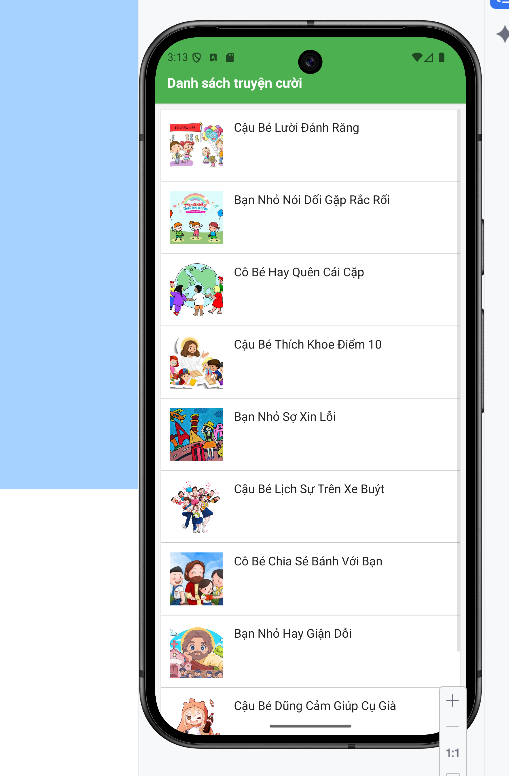 3:13
Danh sách truyện cười
Cậu Bé Lười Đánh Răng
Bạn Nhỏ Nói Dối Gặp Rắc Rối
Cô Bé Hay Quên Cái Cặp
Cậu Bé Thích Khoe Điểm 10
Bạn Nhỏ Sợ Xin Lỗi
Cậu Bé Lịch Sự Trên Xe Buýt
Cô Bé Chia Sẻ Bánh Với Bạn
Bạn Nhỏ Hay Giận Dỗi
Cậu Bé Dũng Cảm Giúp Cụ Già
1:1